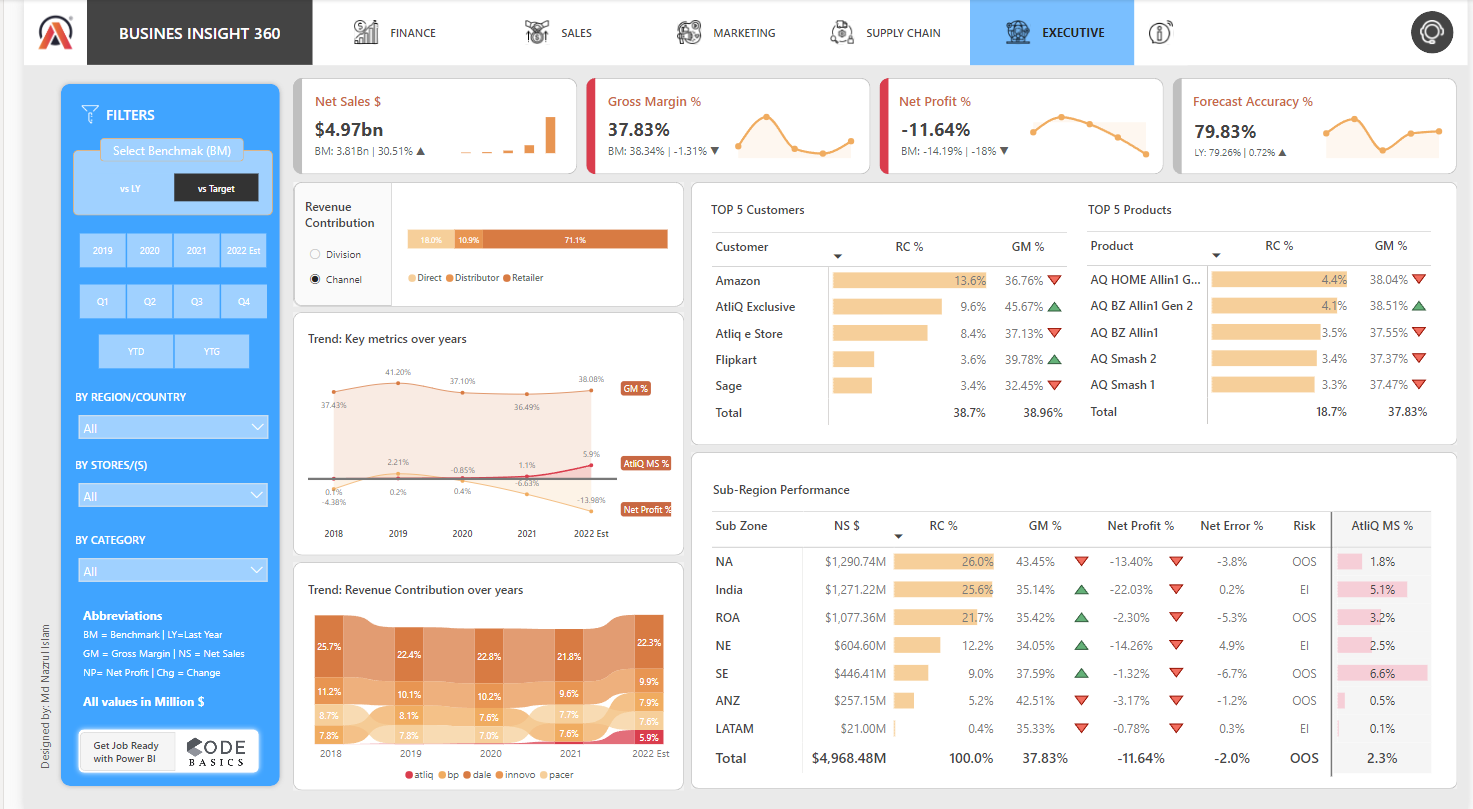 BUSINES INSIGHT 360
FINANCE
SALES
MARKETING
SUPPLY CHAIN
EXECUTIVE
FILTERS
Select Benchmak (BM)
vs LY
vs Target
2019 2020 2021 2022 Est
Q1 Q2 Q3 Q4
YTD YTG
BY REGION/COUNTRY
All
BY STORES/(S)
All
BY CATEGORY
All
Abbreviations
BM = Benchmark | LY=Last Year
GM = Gross Margin | NS = Net Sales
NP= Net Profit | Chg = Change
All values in Million $
Get Job Ready
with Power BI
CODE
BASICS
Designed by: Md Nazrul Islam
Net Sales $
$4.97bn
BM: 3.81Bn | 30.51% ▲
Gross Margin %
37.83%
BM: 38.34% | -1.31% ▼
Net Profit %
-11.64%
BM: -14.19% | -18% ▼
Forecast Accuracy %
79.83%
LY: 79.26% | 0.72% ▲
Revenue
Contribution
Division
Channel
18.0% 10.9% 71.1%
Direct Distributor Retailer
Trend: Key metrics over years
37.43% 41.20% 37.10% 36.49% 38.08%
GM %
0.1% 0.2% 0.4% 1.1% 5.9%
AtliQ MS %
-4.38% 2.21% -0.85% -6.63% -13.98%
Net Profit %
2018 2019 2020 2021 2022 Est
Trend: Revenue Contribution over years
25.7% 22.4% 22.8% 21.8% 22.3%
11.2% 10.1% 10.2% 9.6% 9.9%
8.7% 8.1% 7.6% 7.7% 7.9%
7.8% 7.8% 7.0% 7.6% 7.6%
5.9%
2018 2019 2020 2021 2022 Est
atliq bp dale innovo pacer
TOP 5 Customers
Customer RC % GM %
Amazon 13.6% 36.76%
AtliQ Exclusive 9.6% 45.67%
Atliq e Store 8.4% 37.13%
Flipkart 3.6% 39.78%
Sage 3.4% 32.45%
Total 38.7% 38.96%
TOP 5 Products
Product RC % GM %
AQ HOME Allin1 G... 4.4% 38.04%
AQ BZ Allin1 Gen 2 4.1% 38.51%
AQ BZ Allin1 3.5% 37.55%
AQ Smash 2 3.4% 37.37%
AQ Smash 1 3.3% 37.47%
Total 18.7% 37.83%
Sub-Region Performance
Sub Zone NS $ RC % GM % Net Profit % Net Error % Risk AtliQ MS %
NA $1,290.74M 26.0% 43.45% -13.40% -3.8% OOS 1.8%
India $1,271.22M 25.6% 35.14% -22.03% 0.2% EI 5.1%
ROA $1,077.36M 21.7% 35.42% -2.30% -5.3% OOS 3.2%
NE $604.60M 12.2% 34.05% -14.26% 4.9% EI 2.5%
SE $446.41M 9.0% 37.59% -1.32% -6.7% OOS 6.6%
ANZ $257.15M 5.2% 42.51% -3.17% -1.2% OOS 0.5%
LATAM $21.00M 0.4% 35.33% -0.78% 0.3% EI 0.1%
Total $4,968.48M 100.0% 37.83% -11.64% -2.0% OOS 2.3%